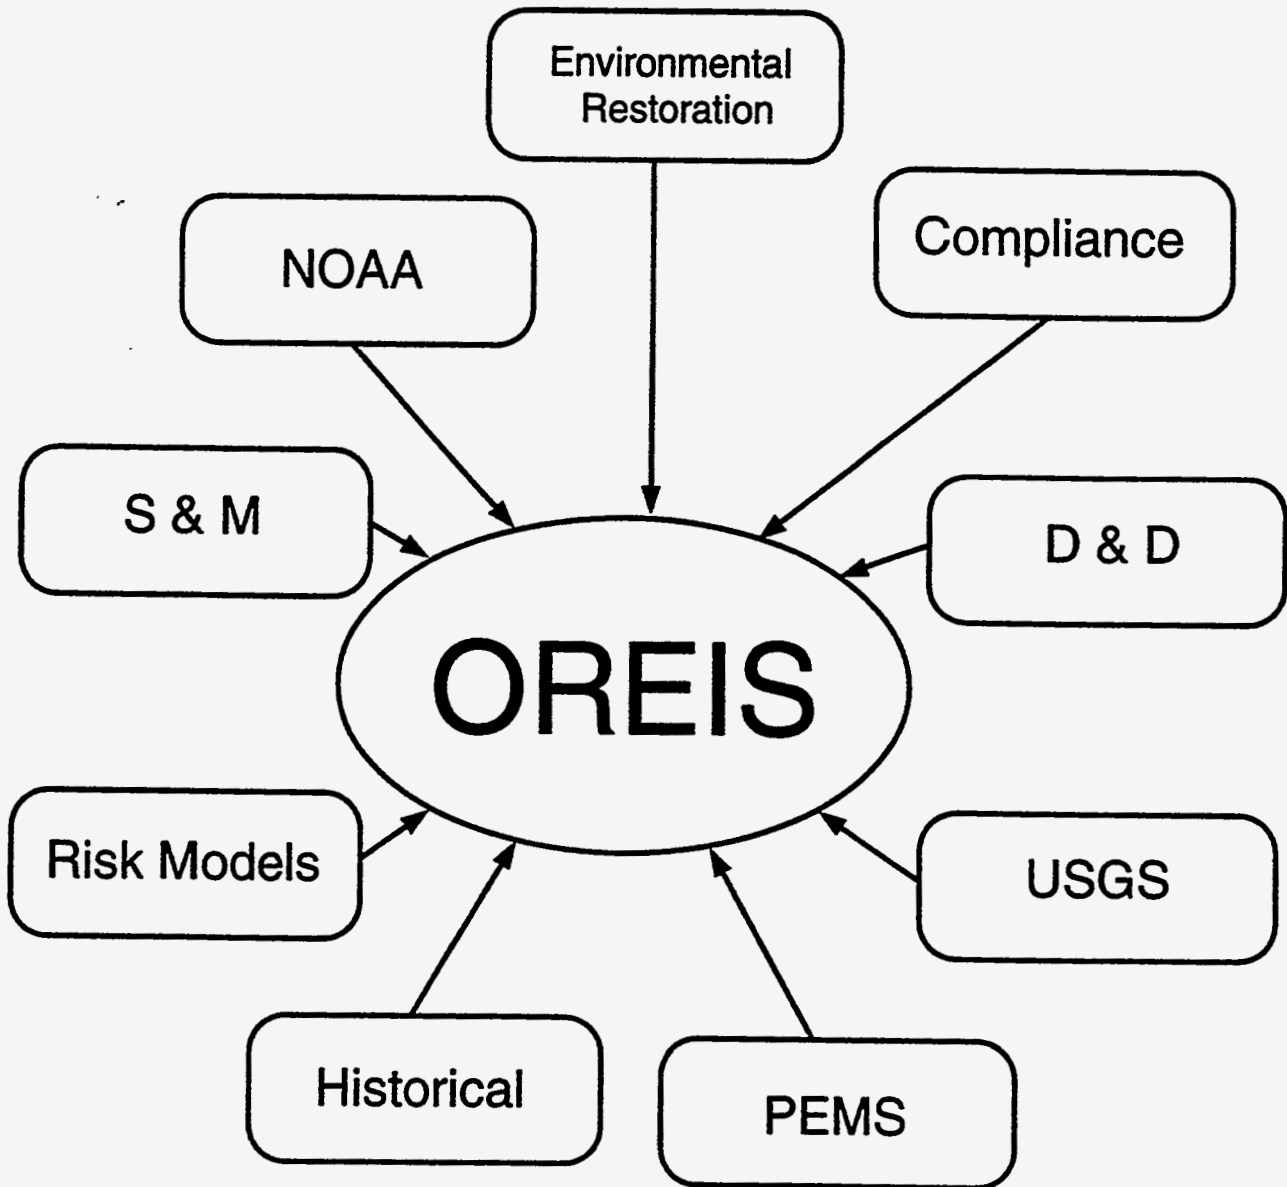 Environmental
Restoration
Compliance
NOAA
S & M
D & D
OREIS
Risk Models
USGS
Historical
PEMS